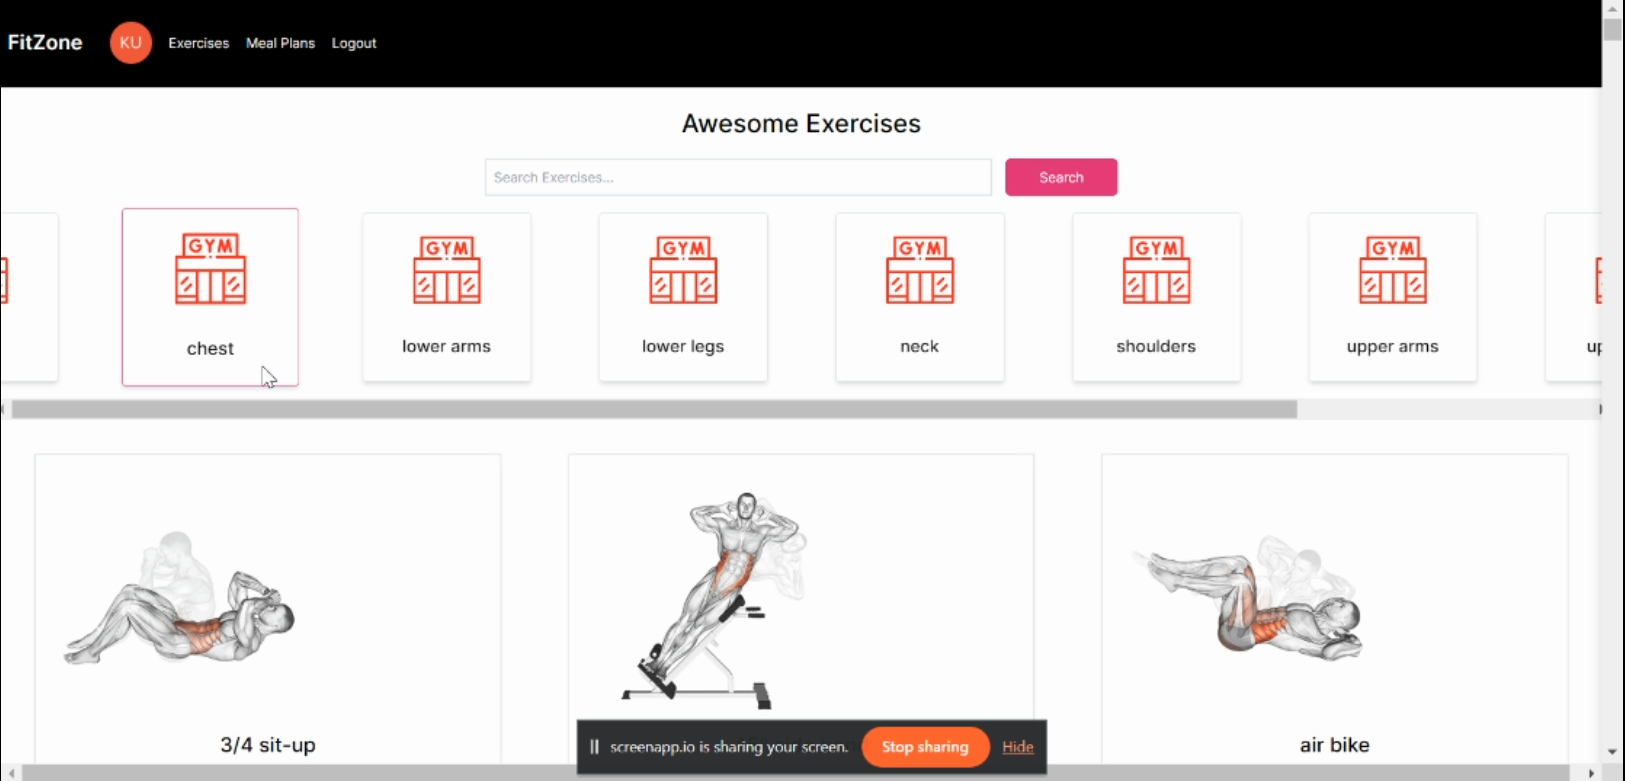 FitZone KU Exercises Meal Plans Logout
Awesome Exercises
Search Exercises... Search
GYM GYM GYM GYM GYM GYM
chest lower arms lower legs neck shoulders upper arms
3/4 sit-up air bike
screenapp.io is sharing your screen. Stop sharing Hide